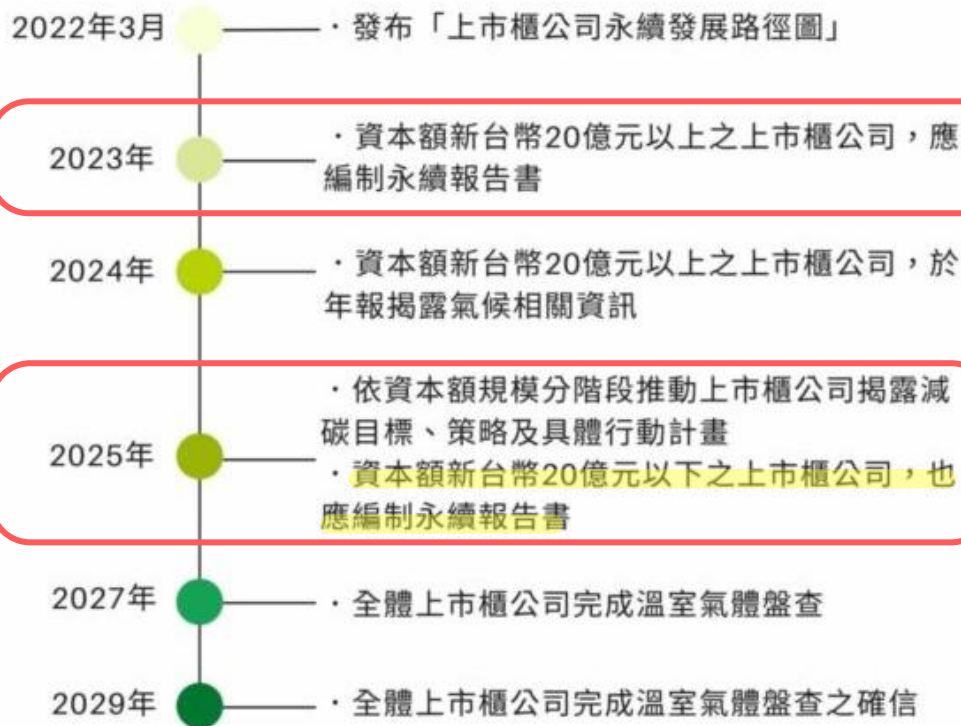 2022年3月
・發布「上市櫃公司永續發展路徑圖」
2023年
・資本額新台幣20億元以上之上市櫃公司，應
編制永續報告書
2024年
・資本額新台幣20億元以上之上市櫃公司，於
年報揭露氣候相關資訊
2025年
・依資本額規模分階段推動上市櫃公司揭露減
碳目標、策略及具體行動計畫
・資本額新台幣20億元以下之上市櫃公司，也
應編制永續報告書
2027年
・全體上市櫃公司完成溫室氣體盤查
2029年
・全體上市櫃公司完成溫室氣體盤查之確信